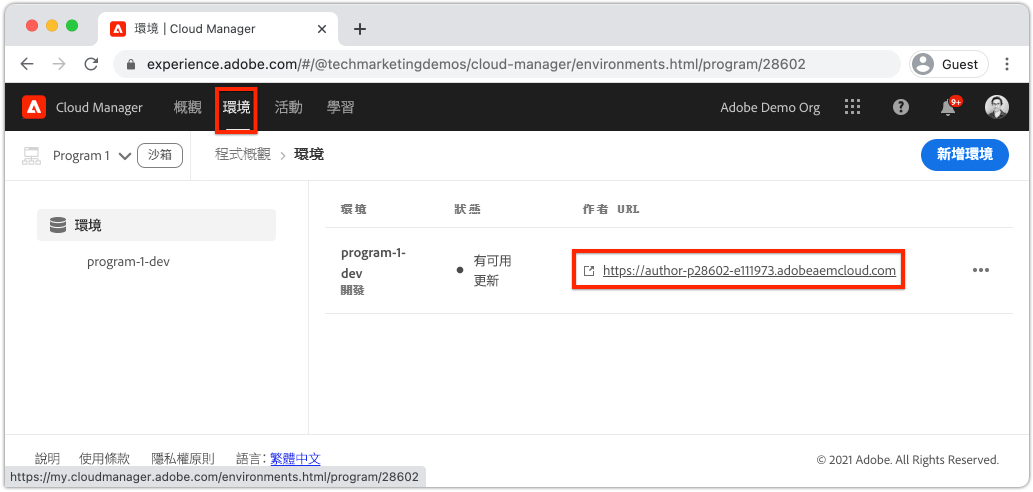 環境 | Cloud Manager
experience.adobe.com/#/@techmarketingdemos/cloud-manager/environments.html/program/28602
Guest
Cloud Manager 概觀 環境 活動 學習 Adobe Demo Org 9+
Program 1 沙箱 程式概觀 > 環境 新增環境
環境 環境 狀態 作者 URL
program-1-dev
program-1-
dev
開發
有可用
更新
https://author-p28602-e111973.adobeaemcloud.com
說明 使用條款 隱私權原則 語言: 繁體中文 © 2021 Adobe. All Rights Reserved.
https://my.cloudmanager.adobe.com/environments.html/program/28602